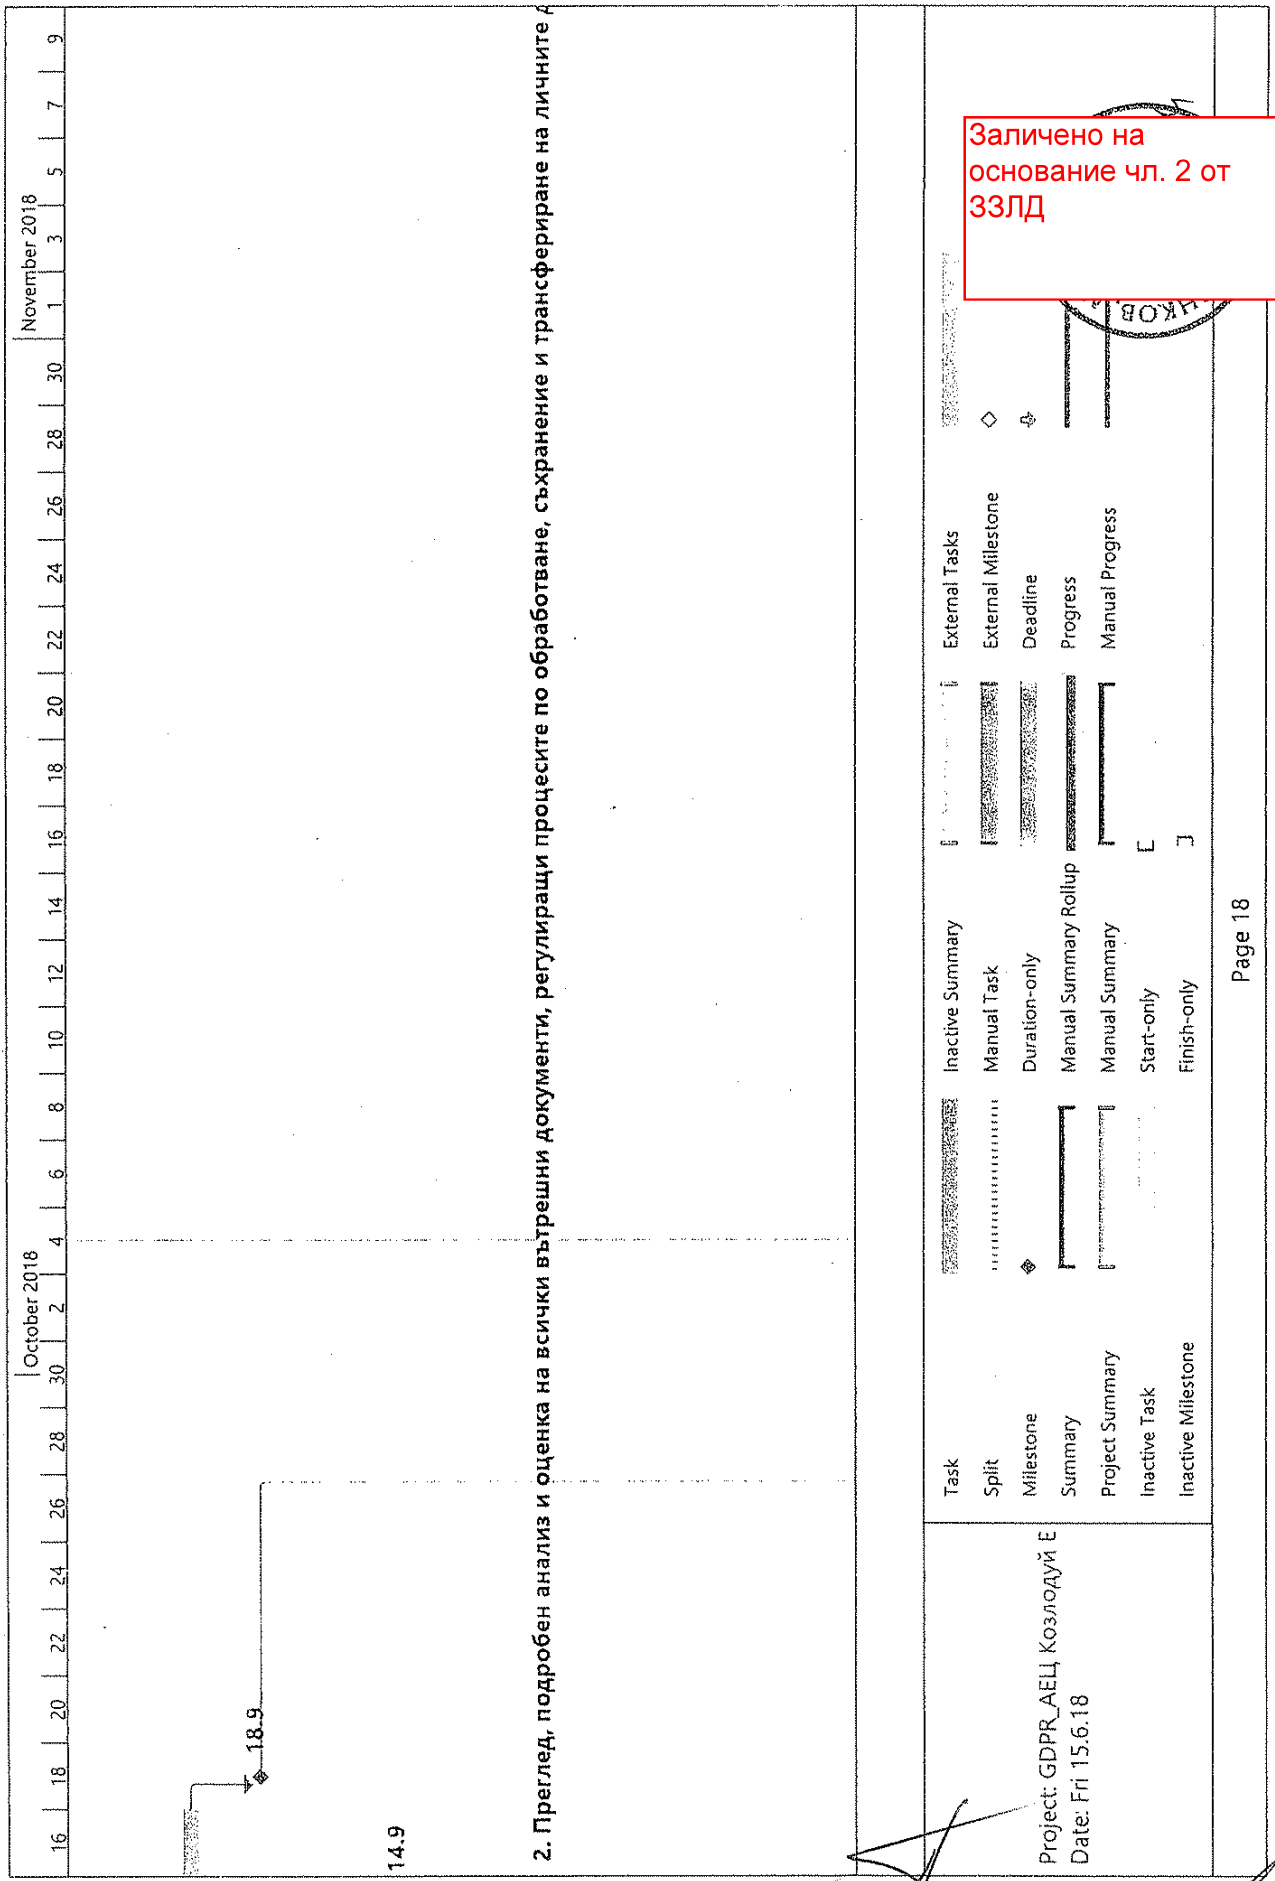 October 2018
November 2018
16 18 20 22 24 26 28 30 2 4 6 8 10 12 14 16 18 20 22 24 26 28 30 1 3 5 7 9
18.9
14.9
2. Преглед, подробен анализ и оценка на всички вътрешни документи, регулиращи процесите по обработване, съхранение и трансфериране на личните д
Project: GDPR_АЕЦ Козлодуй Е
Date: Fri 15.6.18
Task
Split
Milestone
Summary
Project Summary
Inactive Task
Inactive Milestone
Inactive Summary
Manual Task
Duration-only
Manual Summary Rollup
Manual Summary
Start-only
Finish-only
External Tasks
External Milestone
Deadline
Progress
Manual Progress
Заличено на
основание чл. 2 от
ЗЗЛД
Page 18